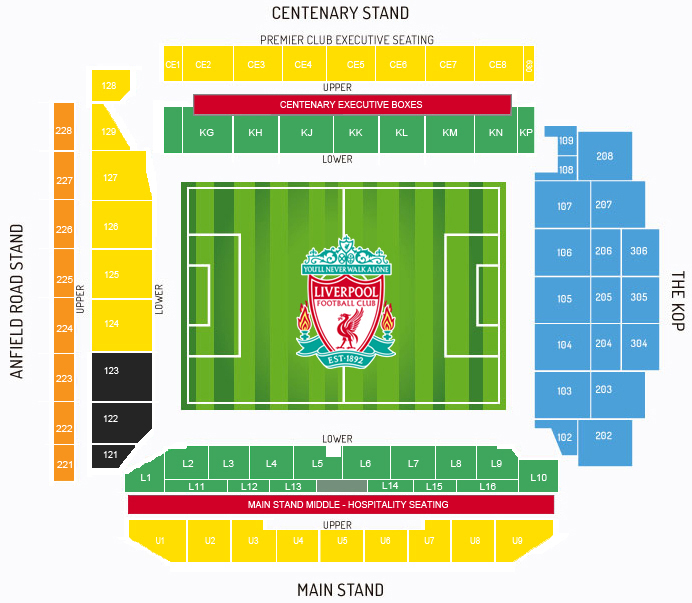 CENTENARY STAND
PREMIER CLUB EXECUTIVE SEATING
CE1 CE2 CE3 CE4 CE5 CE6 CE7 CE8
UPPER
CENTENARY EXECUTIVE BOXES
KG KH KJ KK KL KM KN KP
LOWER
ANFIELD ROAD STAND
228
227
226
225
224
223
222
221
UPPER
128
129
127
126
125
124
123
122
121
LOWER
YOU'LL NEVER WALK ALONE
LIVERPOOL
FOOTBALL CLUB
EST·1892
109
108 208
107 207
106 206 306
105 205 305
104 204 304
103 203
102 202
THE KOP
LOWER
L1 L2 L3 L4 L5 L6 L7 L8 L9 L10
L11 L12 L13 L14 L15 L16
MAIN STAND MIDDLE - HOSPITALITY SEATING
UPPER
U1 U2 U3 U4 U5 U6 U7 U8 U9
MAIN STAND